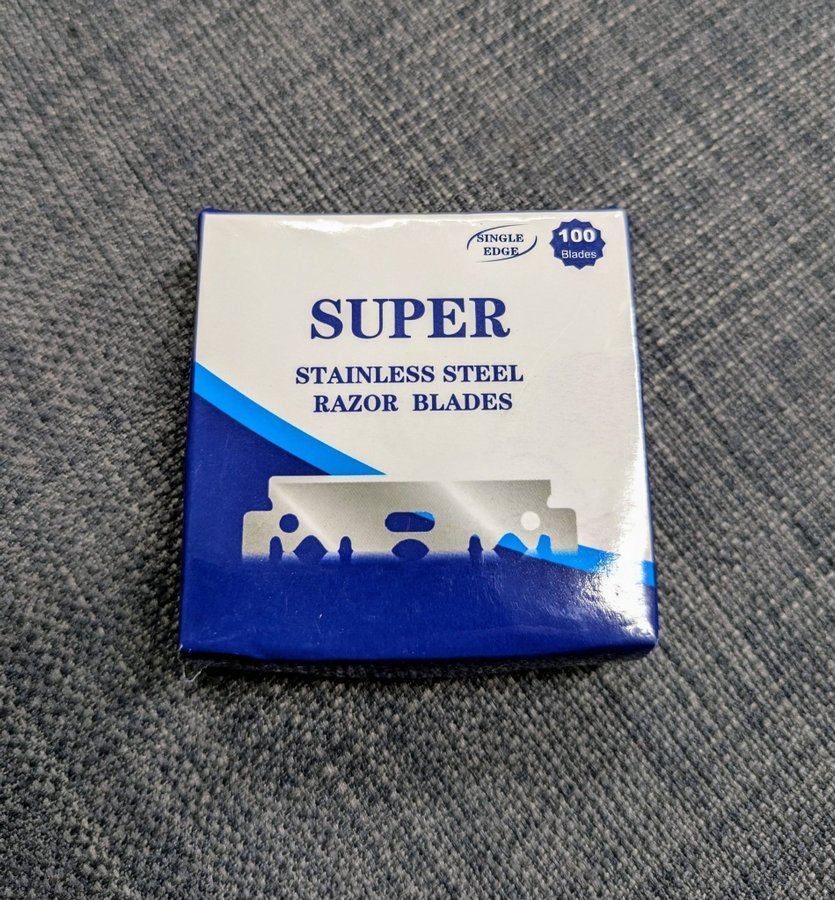 SINGLE
EDGE
100
Blades
SUPER
STAINLESS STEEL
RAZOR BLADES